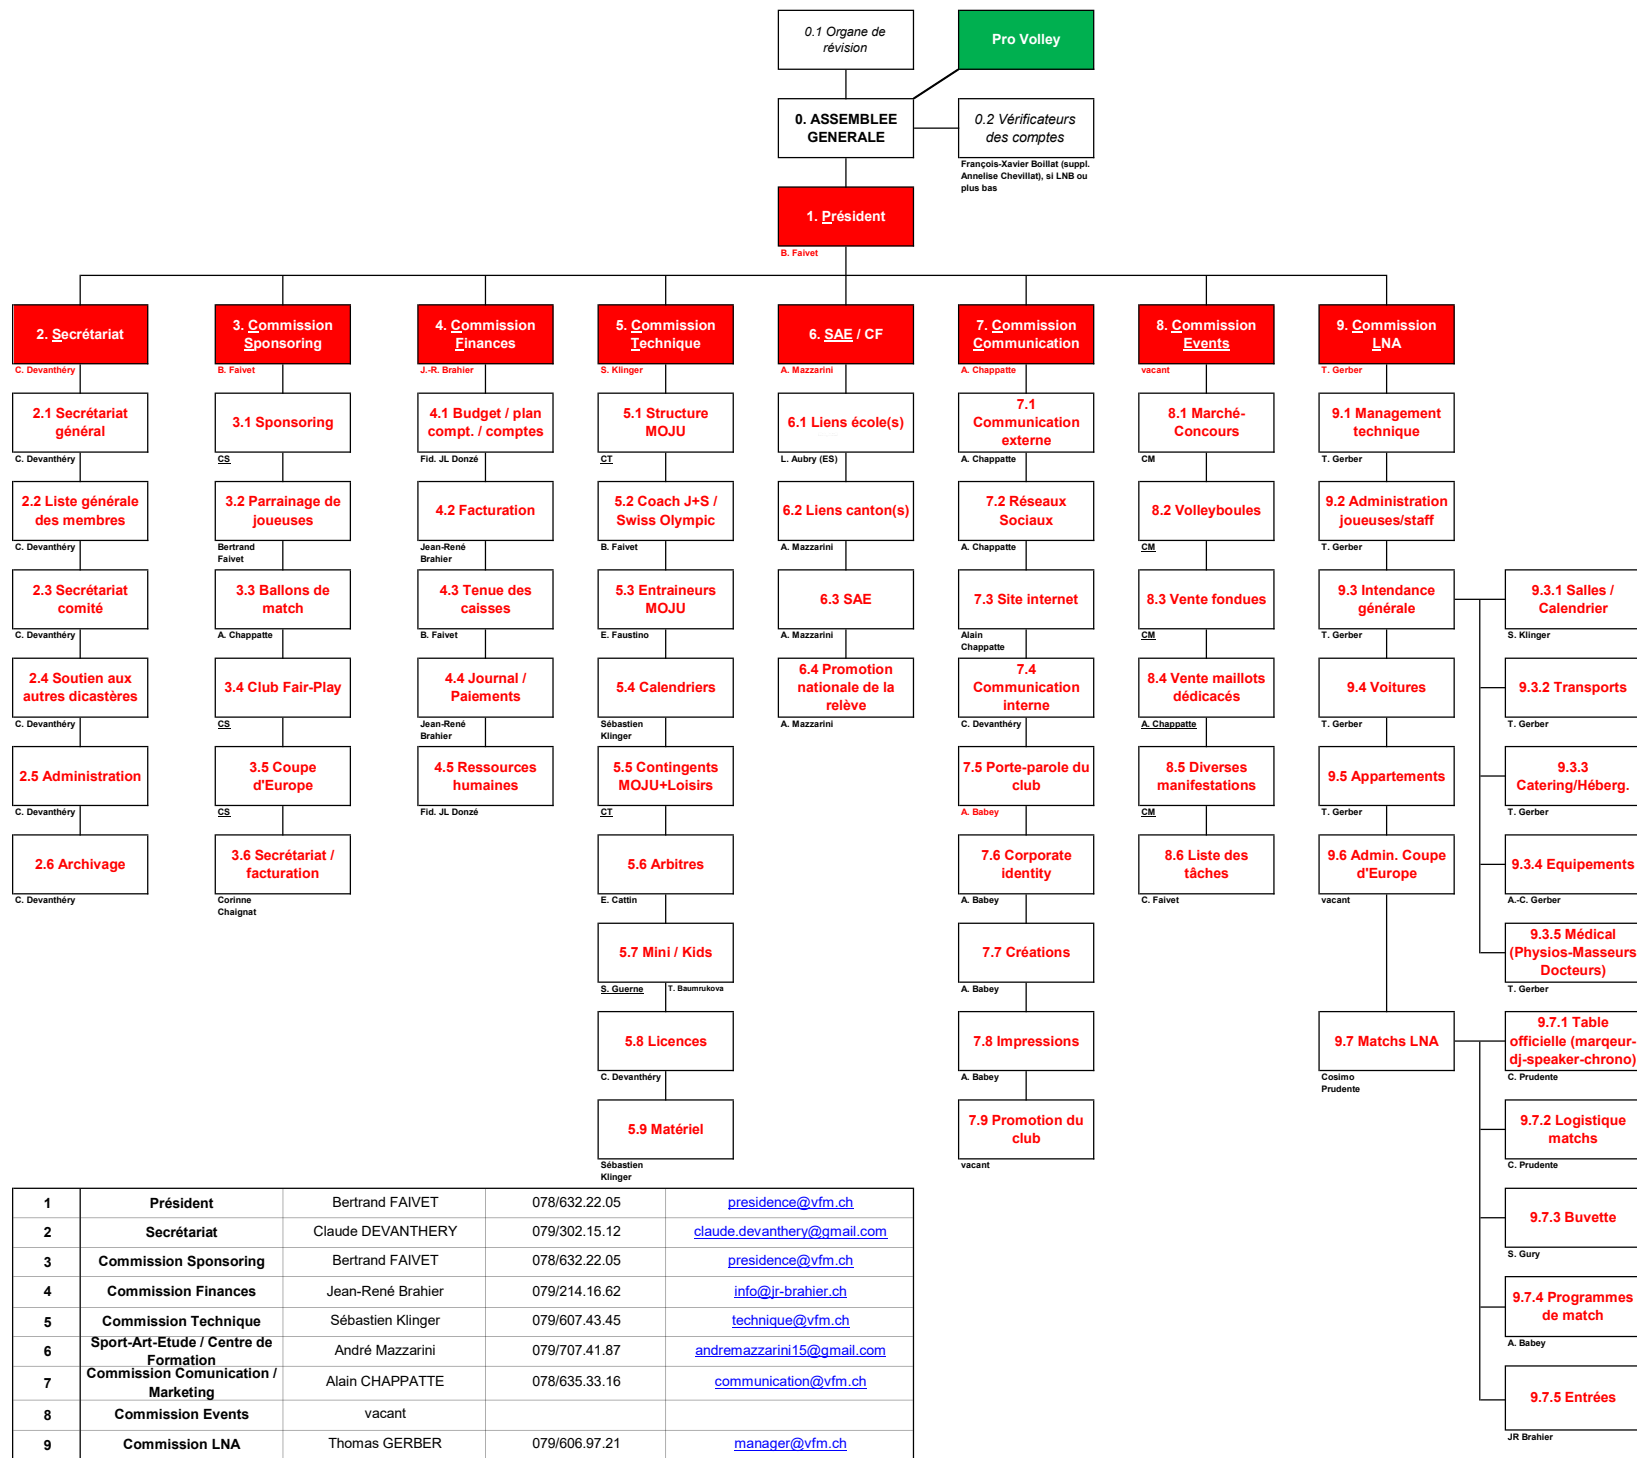 0.1 Organe de
révision
Pro Volley
0. ASSEMBLEE
GENERALE
0.2 Vérificateurs
des comptes
François-Xavier Boillat (suppl.
Annelise Chevillat), si LNB ou
plus bas
1. Président
B. Faivet
2. Secrétariat
C. Devanthéry
2.1 Secrétariat
général
C. Devanthéry
2.2 Liste générale
des membres
C. Devanthéry
2.3 Secrétariat
comité
C. Devanthéry
2.4 Soutien aux
autres dicastères
C. Devanthéry
2.5 Administration
C. Devanthéry
2.6 Archivage
C. Devanthéry
3. Commission
Sponsoring
B. Faivet
3.1 Sponsoring
CS
3.2 Parrainage de
joueuses
Bertrand
Faivet
3.3 Ballons de
match
A. Chappatte
3.4 Club Fair-Play
CS
3.5 Coupe
d'Europe
CS
3.6 Secrétariat /
facturation
Corinne
Chaignat
4. Commission
Finances
J.-R. Brahier
4.1 Budget / plan
compt. / comptes
Fid. JL Donzé
4.2 Facturation
Jean-René
Brahier
4.3 Tenue des
caisses
B. Faivet
4.4 Journal /
Paiements
Jean-René
Brahier
4.5 Ressources
humaines
Fid. JL Donzé
5. Commission
Technique
S. Klinger
5.1 Structure
MOJU
CT
5.2 Coach J+S /
Swiss Olympic
B. Faivet
5.3 Entraineurs
MOJU
E. Faustino
5.4 Calendriers
Sébastien
Klinger
5.5 Contingents
MOJU+Loisirs
CT
5.6 Arbitres
E. Cattin
5.7 Mini / Kids
S. Guerne T. Baumrukova
5.8 Licences
C. Devanthéry
5.9 Matériel
Sébastien
Klinger
6. SAE / CF
A. Mazzarini
6.1 Liens école(s)
L. Aubry (ES)
6.2 Liens canton(s)
A. Mazzarini
6.3 SAE
A. Mazzarini
6.4 Promotion
nationale de la
relève
A. Mazzarini
7. Commission
Communication
A. Chappatte
7.1
Communication
externe
A. Chappatte
7.2 Réseaux
Sociaux
A. Chappatte
7.3 Site internet
Alain
Chappatte
7.4
Communication
interne
C. Devanthéry
7.5 Porte-parole du
club
A. Babey
7.6 Corporate
identity
A. Babey
7.7 Créations
A. Babey
7.8 Impressions
A. Babey
7.9 Promotion du
club
vacant
8. Commission
Events
vacant
8.1 Marché-
Concours
CM
8.2 Volleyboules
CM
8.3 Vente fondues
CM
8.4 Vente maillots
dédicacés
A. Chappatte
8.5 Diverses
manifestations
CM
8.6 Liste des
tâches
C. Faivet
9. Commission
LNA
T. Gerber
9.1 Management
technique
T. Gerber
9.2 Administration
joueuses/staff
T. Gerber
9.3 Intendance
générale
T. Gerber
9.4 Voitures
T. Gerber
9.5 Appartements
T. Gerber
9.6 Admin. Coupe
d'Europe
vacant
9.7 Matchs LNA
Cosimo
Prudente
9.3.1 Salles /
Calendrier
S. Klinger
9.3.2 Transports
T. Gerber
9.3.3
Catering/Héberg.
T. Gerber
9.3.4 Equipements
A.-C. Gerber
9.3.5 Médical
(Physios-Masseurs
Docteurs)
T. Gerber
9.7.1 Table
officielle (marqeur-
dj-speaker-chrono)
C. Prudente
9.7.2 Logistique
matchs
C. Prudente
9.7.3 Buvette
S. Gury
9.7.4 Programmes
de match
A. Babey
9.7.5 Entrées
JR Brahier
1 Président Bertrand FAIVET 078/632.22.05 presidence@vfm.ch
2 Secrétariat Claude DEVANTHERY 079/302.15.12 claude.devanthery@gmail.com
3 Commission Sponsoring Bertrand FAIVET 078/632.22.05 presidence@vfm.ch
4 Commission Finances Jean-René Brahier 079/214.16.62 info@jr-brahier.ch
5 Commission Technique Sébastien Klinger 079/607.43.45 technique@vfm.ch
6 Sport-Art-Etude / Centre de
Formation André Mazzarini 079/707.41.87 andremazzarini15@gmail.com
7 Commission Comunication /
Marketing Alain CHAPPATTE 078/635.33.16 communication@vfm.ch
8 Commission Events vacant
9 Commission LNA Thomas GERBER 079/606.97.21 manager@vfm.ch